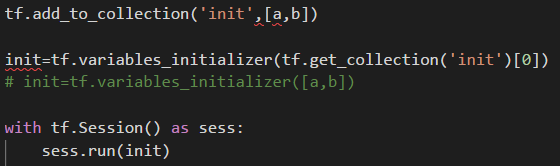 tf.add_to_collection('init',[a,b])
init=tf.variables_initializer(tf.get_collection('init')[0])
# init=tf.variables_initializer([a,b])
with tf.Session() as sess:
    sess.run(init)